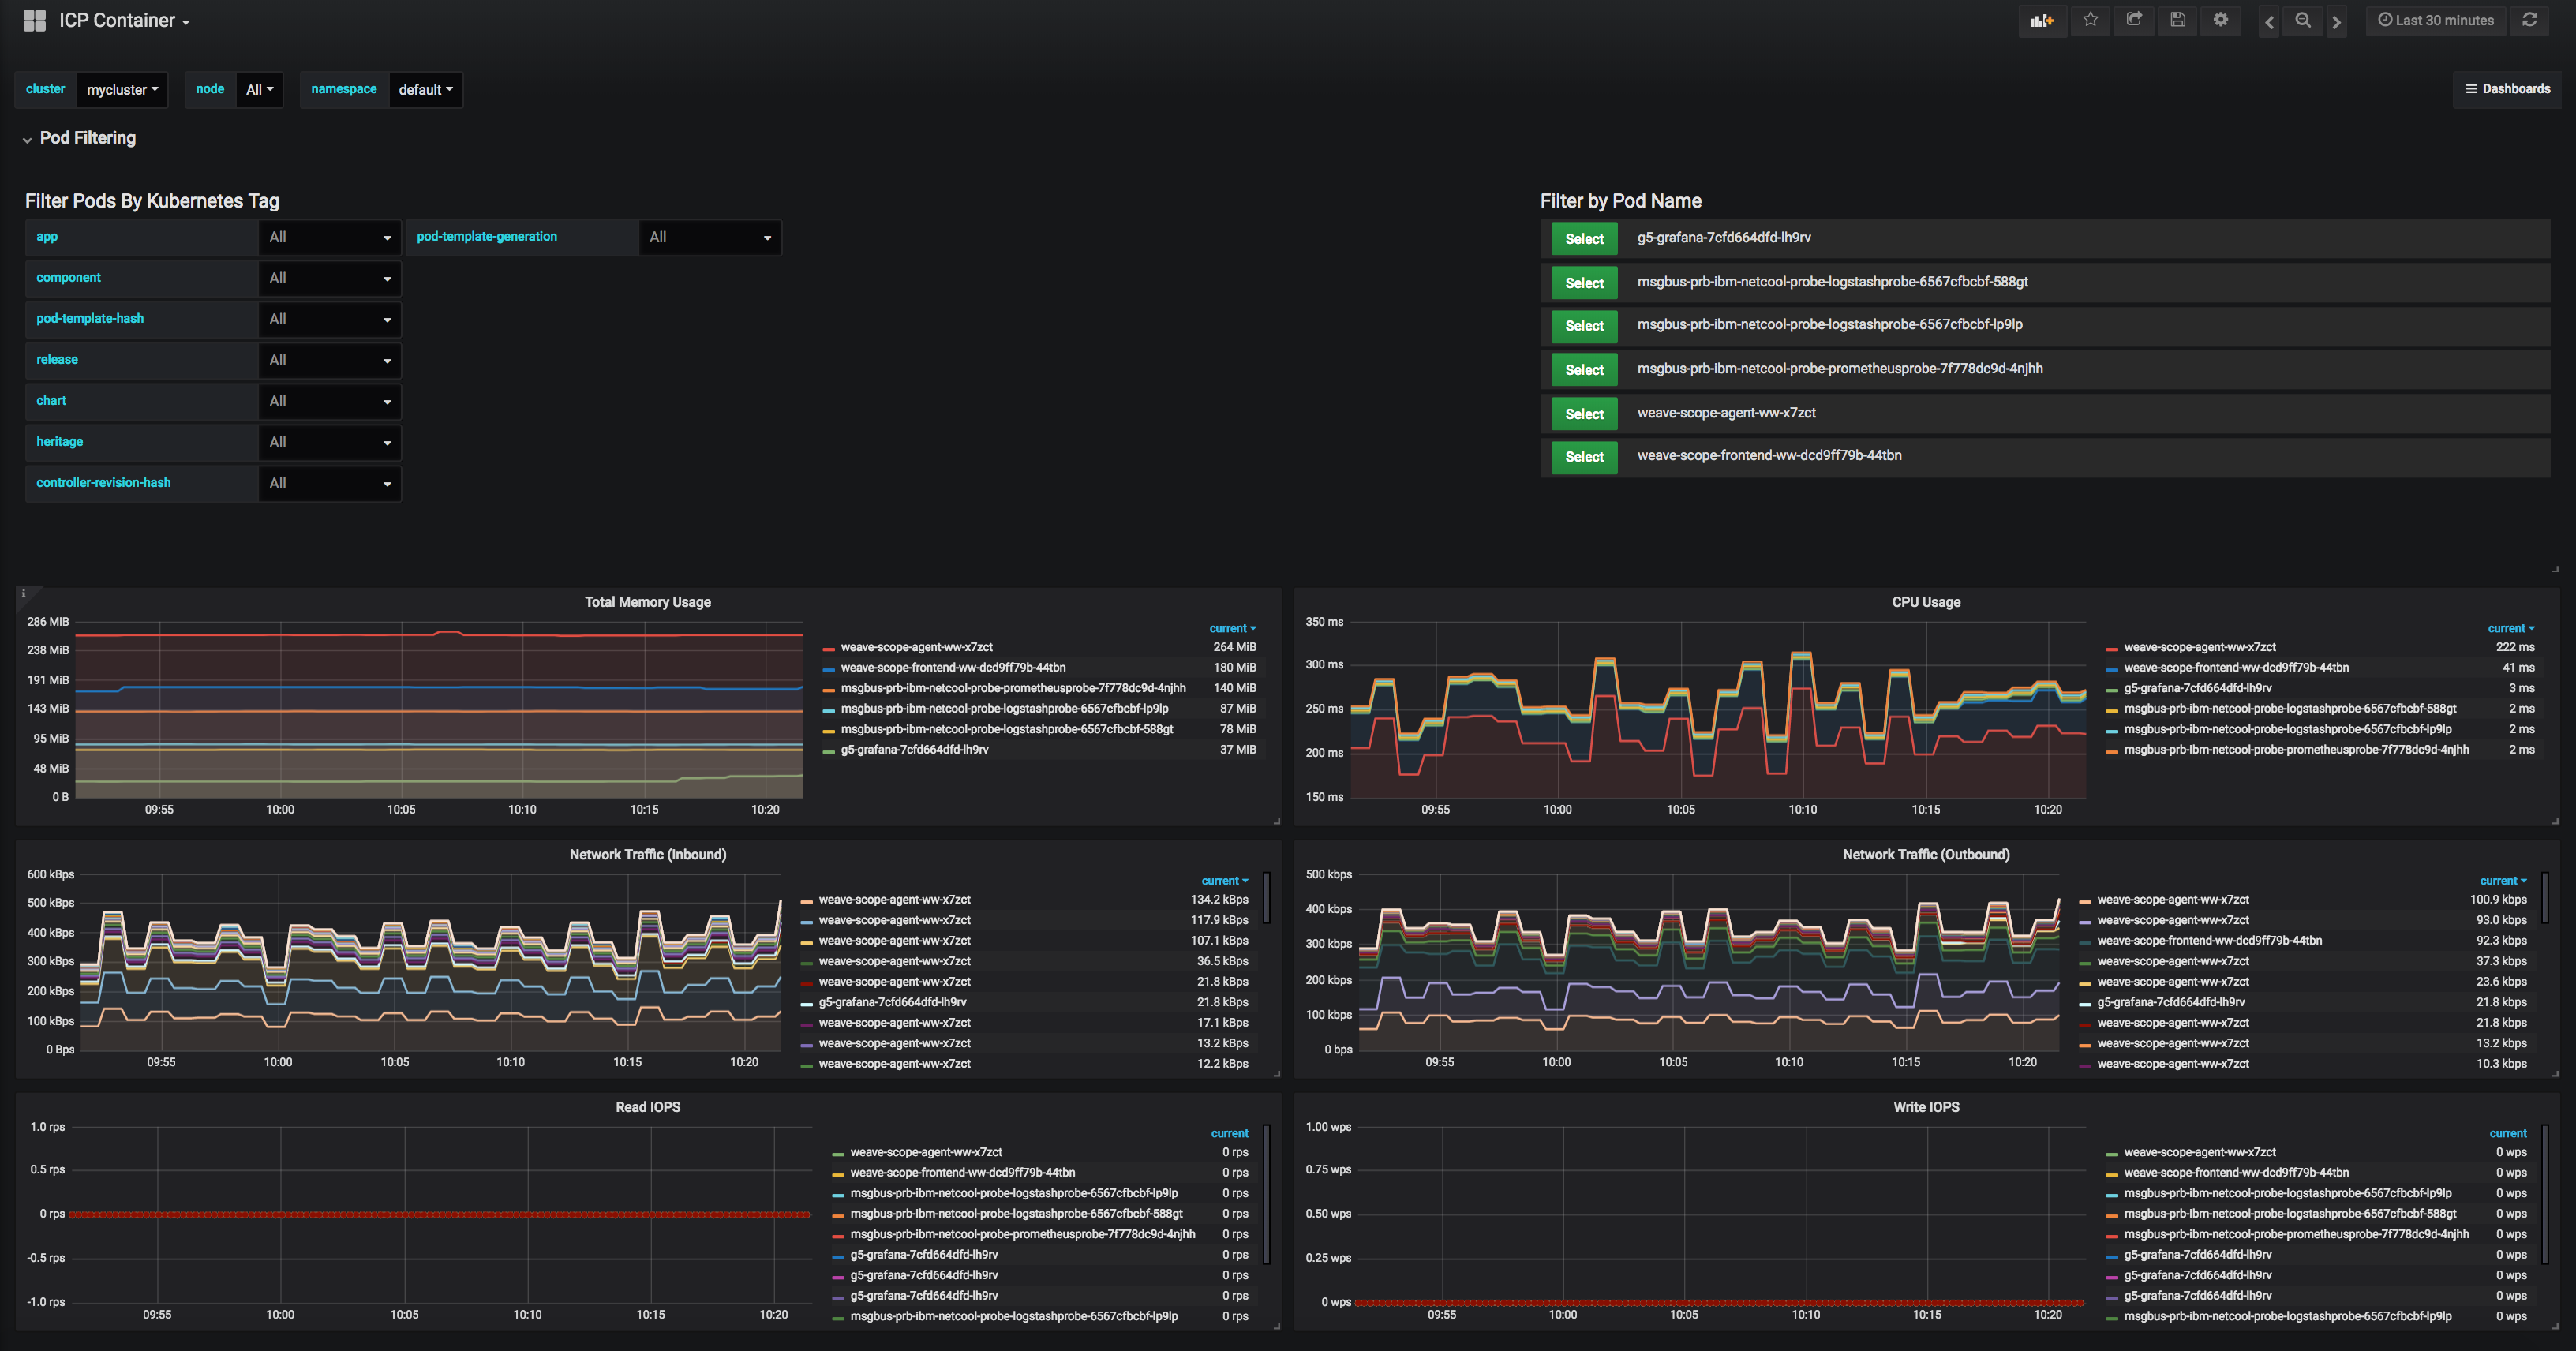 ICP Container
Last 30 minutes
cluster mycluster node All namespace default
Dashboards
Pod Filtering
Filter Pods By Kubernetes Tag
app All pod-template-generation All
component All
pod-template-hash All
release All
chart All
heritage All
controller-revision-hash All
Filter by Pod Name
Select g5-grafana-7cfd664dfd-lh9rv
Select msgbus-prb-ibm-netcool-probe-logstashprobe-6567cfbcbf-588gt
Select msgbus-prb-ibm-netcool-probe-logstashprobe-6567cfbcbf-lp9lp
Select msgbus-prb-ibm-netcool-probe-prometheusprobe-7f778dc9d-4njhh
Select weave-scope-agent-ww-x7zct
Select weave-scope-frontend-ww-dcd9ff79b-44tbn
i
Total Memory Usage
286 MiB
238 MiB
191 MiB
143 MiB
95 MiB
48 MiB
0 B
09:55 10:00 10:05 10:10 10:15 10:20
current
weave-scope-agent-ww-x7zct 264 MiB
weave-scope-frontend-ww-dcd9ff79b-44tbn 180 MiB
msgbus-prb-ibm-netcool-probe-prometheusprobe-7f778dc9d-4njhh 140 MiB
msgbus-prb-ibm-netcool-probe-logstashprobe-6567cfbcbf-lp9lp 87 MiB
msgbus-prb-ibm-netcool-probe-logstashprobe-6567cfbcbf-588gt 78 MiB
g5-grafana-7cfd664dfd-lh9rv 37 MiB
CPU Usage
350 ms
300 ms
250 ms
200 ms
150 ms
09:55 10:00 10:05 10:10 10:15 10:20
current
weave-scope-agent-ww-x7zct 222 ms
weave-scope-frontend-ww-dcd9ff79b-44tbn 41 ms
g5-grafana-7cfd664dfd-lh9rv 3 ms
msgbus-prb-ibm-netcool-probe-logstashprobe-6567cfbcbf-588gt 2 ms
msgbus-prb-ibm-netcool-probe-logstashprobe-6567cfbcbf-lp9lp 2 ms
msgbus-prb-ibm-netcool-probe-prometheusprobe-7f778dc9d-4njhh 2 ms
Network Traffic (Inbound)
600 kBps
500 kBps
400 kBps
300 kBps
200 kBps
100 kBps
0 Bps
09:55 10:00 10:05 10:10 10:15 10:20
current
weave-scope-agent-ww-x7zct 134.2 kBps
weave-scope-agent-ww-x7zct 117.9 kBps
weave-scope-agent-ww-x7zct 107.1 kBps
weave-scope-agent-ww-x7zct 36.5 kBps
weave-scope-agent-ww-x7zct 21.8 kBps
g5-grafana-7cfd664dfd-lh9rv 21.8 kBps
weave-scope-agent-ww-x7zct 17.1 kBps
weave-scope-agent-ww-x7zct 13.2 kBps
weave-scope-agent-ww-x7zct 12.2 kBps
Network Traffic (Outbound)
500 kbps
400 kbps
300 kbps
200 kbps
100 kbps
0 bps
09:55 10:00 10:05 10:10 10:15 10:20
current
weave-scope-agent-ww-x7zct 100.9 kbps
weave-scope-agent-ww-x7zct 93.0 kbps
weave-scope-frontend-ww-dcd9ff79b-44tbn 92.3 kbps
weave-scope-agent-ww-x7zct 37.3 kbps
weave-scope-agent-ww-x7zct 23.6 kbps
g5-grafana-7cfd664dfd-lh9rv 21.8 kbps
weave-scope-agent-ww-x7zct 21.8 kbps
weave-scope-agent-ww-x7zct 13.2 kbps
weave-scope-agent-ww-x7zct 10.3 kbps
Read IOPS
1.0 rps
0.5 rps
0 rps
-0.5 rps
-1.0 rps
09:55 10:00 10:05 10:10 10:15 10:20
current
weave-scope-agent-ww-x7zct 0 rps
weave-scope-frontend-ww-dcd9ff79b-44tbn 0 rps
msgbus-prb-ibm-netcool-probe-logstashprobe-6567cfbcbf-lp9lp 0 rps
msgbus-prb-ibm-netcool-probe-logstashprobe-6567cfbcbf-588gt 0 rps
msgbus-prb-ibm-netcool-probe-prometheusprobe-7f778dc9d-4njhh 0 rps
g5-grafana-7cfd664dfd-lh9rv 0 rps
g5-grafana-7cfd664dfd-lh9rv 0 rps
g5-grafana-7cfd664dfd-lh9rv 0 rps
msgbus-prb-ibm-netcool-probe-logstashprobe-6567cfbcbf-lp9lp 0 rps
Write IOPS
1.00 wps
0.75 wps
0.50 wps
0.25 wps
0 wps
09:55 10:00 10:05 10:10 10:15 10:20
current
weave-scope-agent-ww-x7zct 0 wps
weave-scope-frontend-ww-dcd9ff79b-44tbn 0 wps
msgbus-prb-ibm-netcool-probe-logstashprobe-6567cfbcbf-lp9lp 0 wps
msgbus-prb-ibm-netcool-probe-logstashprobe-6567cfbcbf-588gt 0 wps
msgbus-prb-ibm-netcool-probe-prometheusprobe-7f778dc9d-4njhh 0 wps
g5-grafana-7cfd664dfd-lh9rv 0 wps
g5-grafana-7cfd664dfd-lh9rv 0 wps
g5-grafana-7cfd664dfd-lh9rv 0 wps
msgbus-prb-ibm-netcool-probe-logstashprobe-6567cfbcbf-lp9lp 0 wps